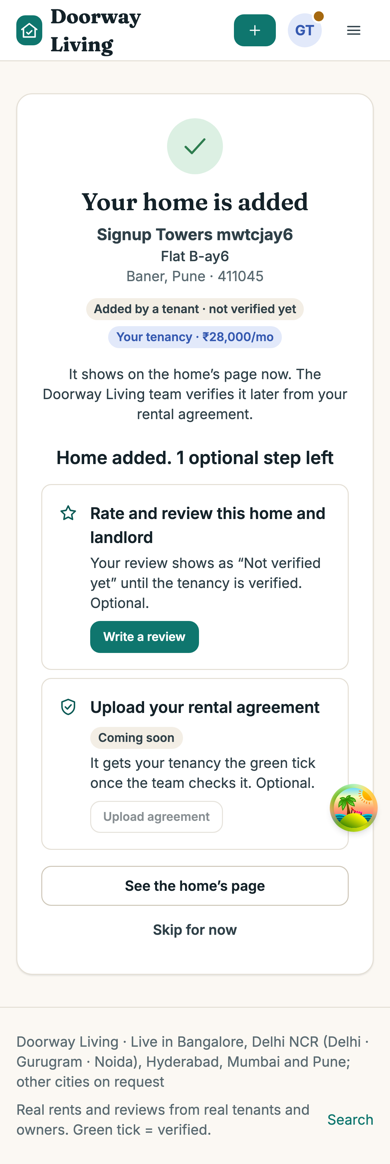 Doorway
Living
GT
Your home is added
Signup Towers mwtcjay6
Flat B-ay6
Baner, Pune · 411045
Added by a tenant · not verified yet
Your tenancy · ₹28,000/mo
It shows on the home’s page now. The
Doorway Living team verifies it later from your
rental agreement.
Home added. 1 optional step left
Rate and review this home and
landlord
Your review shows as “Not verified
yet” until the tenancy is verified.
Optional.
Write a review
Upload your rental agreement
Coming soon
It gets your tenancy the green tick
once the team checks it. Optional.
Upload agreement
See the home’s page
Skip for now
Doorway Living · Live in Bangalore, Delhi NCR (Delhi ·
Gurugram · Noida), Hyderabad, Mumbai and Pune;
other cities on request
Real rents and reviews from real tenants and
owners. Green tick = verified.
Search